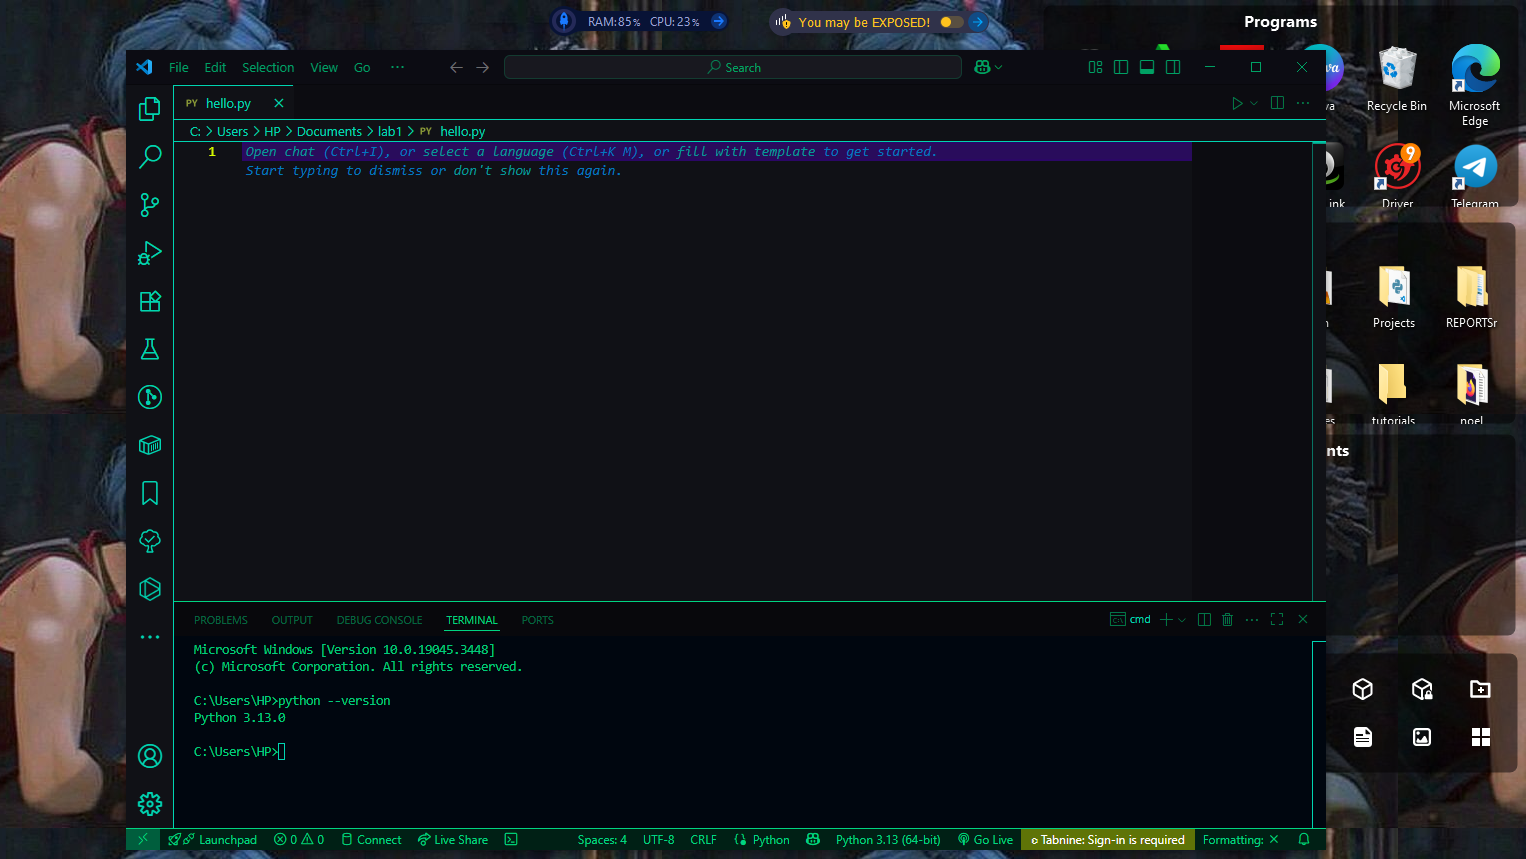 RAM:85% CPU:23%
You may be EXPOSED!
Programs
File Edit Selection View Go ···
Search
va
Recycle Bin
Microsoft
Edge
PY hello.py
C: > Users > HP > Documents > lab1 > PY hello.py
1
Open chat (Ctrl+I), or select a language (Ctrl+K M), or fill with template to get started.
Start typing to dismiss or don't show this again.
9
ink
Driver
Telegram
n
Projects
REPORTSr
es
tutorials
noel
nts
PROBLEMS OUTPUT DEBUG CONSOLE TERMINAL PORTS
cmd
Microsoft Windows [Version 10.0.19045.3448]
(c) Microsoft Corporation. All rights reserved.
C:\Users\HP>python --version
Python 3.13.0
C:\Users\HP>
Launchpad 0 0 Connect Live Share Spaces: 4 UTF-8 CRLF Python Python 3.13 (64-bit) Go Live Tabnine: Sign-in is required Formatting: ×